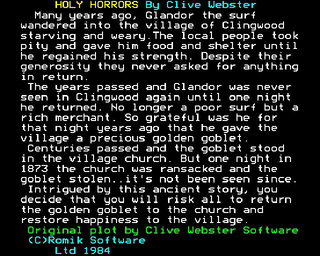 HOLY HORRORS By Clive Webster
Many years ago, Glandor the surf
wandered into the village of Clingwood
starving and weary.The local people took
pity and gave him food and shelter until
he regained his strength. Despite their
generosity they never asked for anything
in return.
The years passed and Glandor was never
seen in Clingwood again until one night
he returned. No longer a poor surf but a
rich merchant. So grateful was he for
that night years ago that he gave the
village a precious golden goblet.
Centuries passed and the goblet stood
in the village church. But one night in
1873 the church was ransacked and the
goblet stolen..it's not been seen since.
Intrigued by this ancient story, you
decide that you will risk all to return
the golden goblet to the church and
restore happiness to the village.
Original plot by Clive Webster Software
(C)Romik Software
Ltd 1984